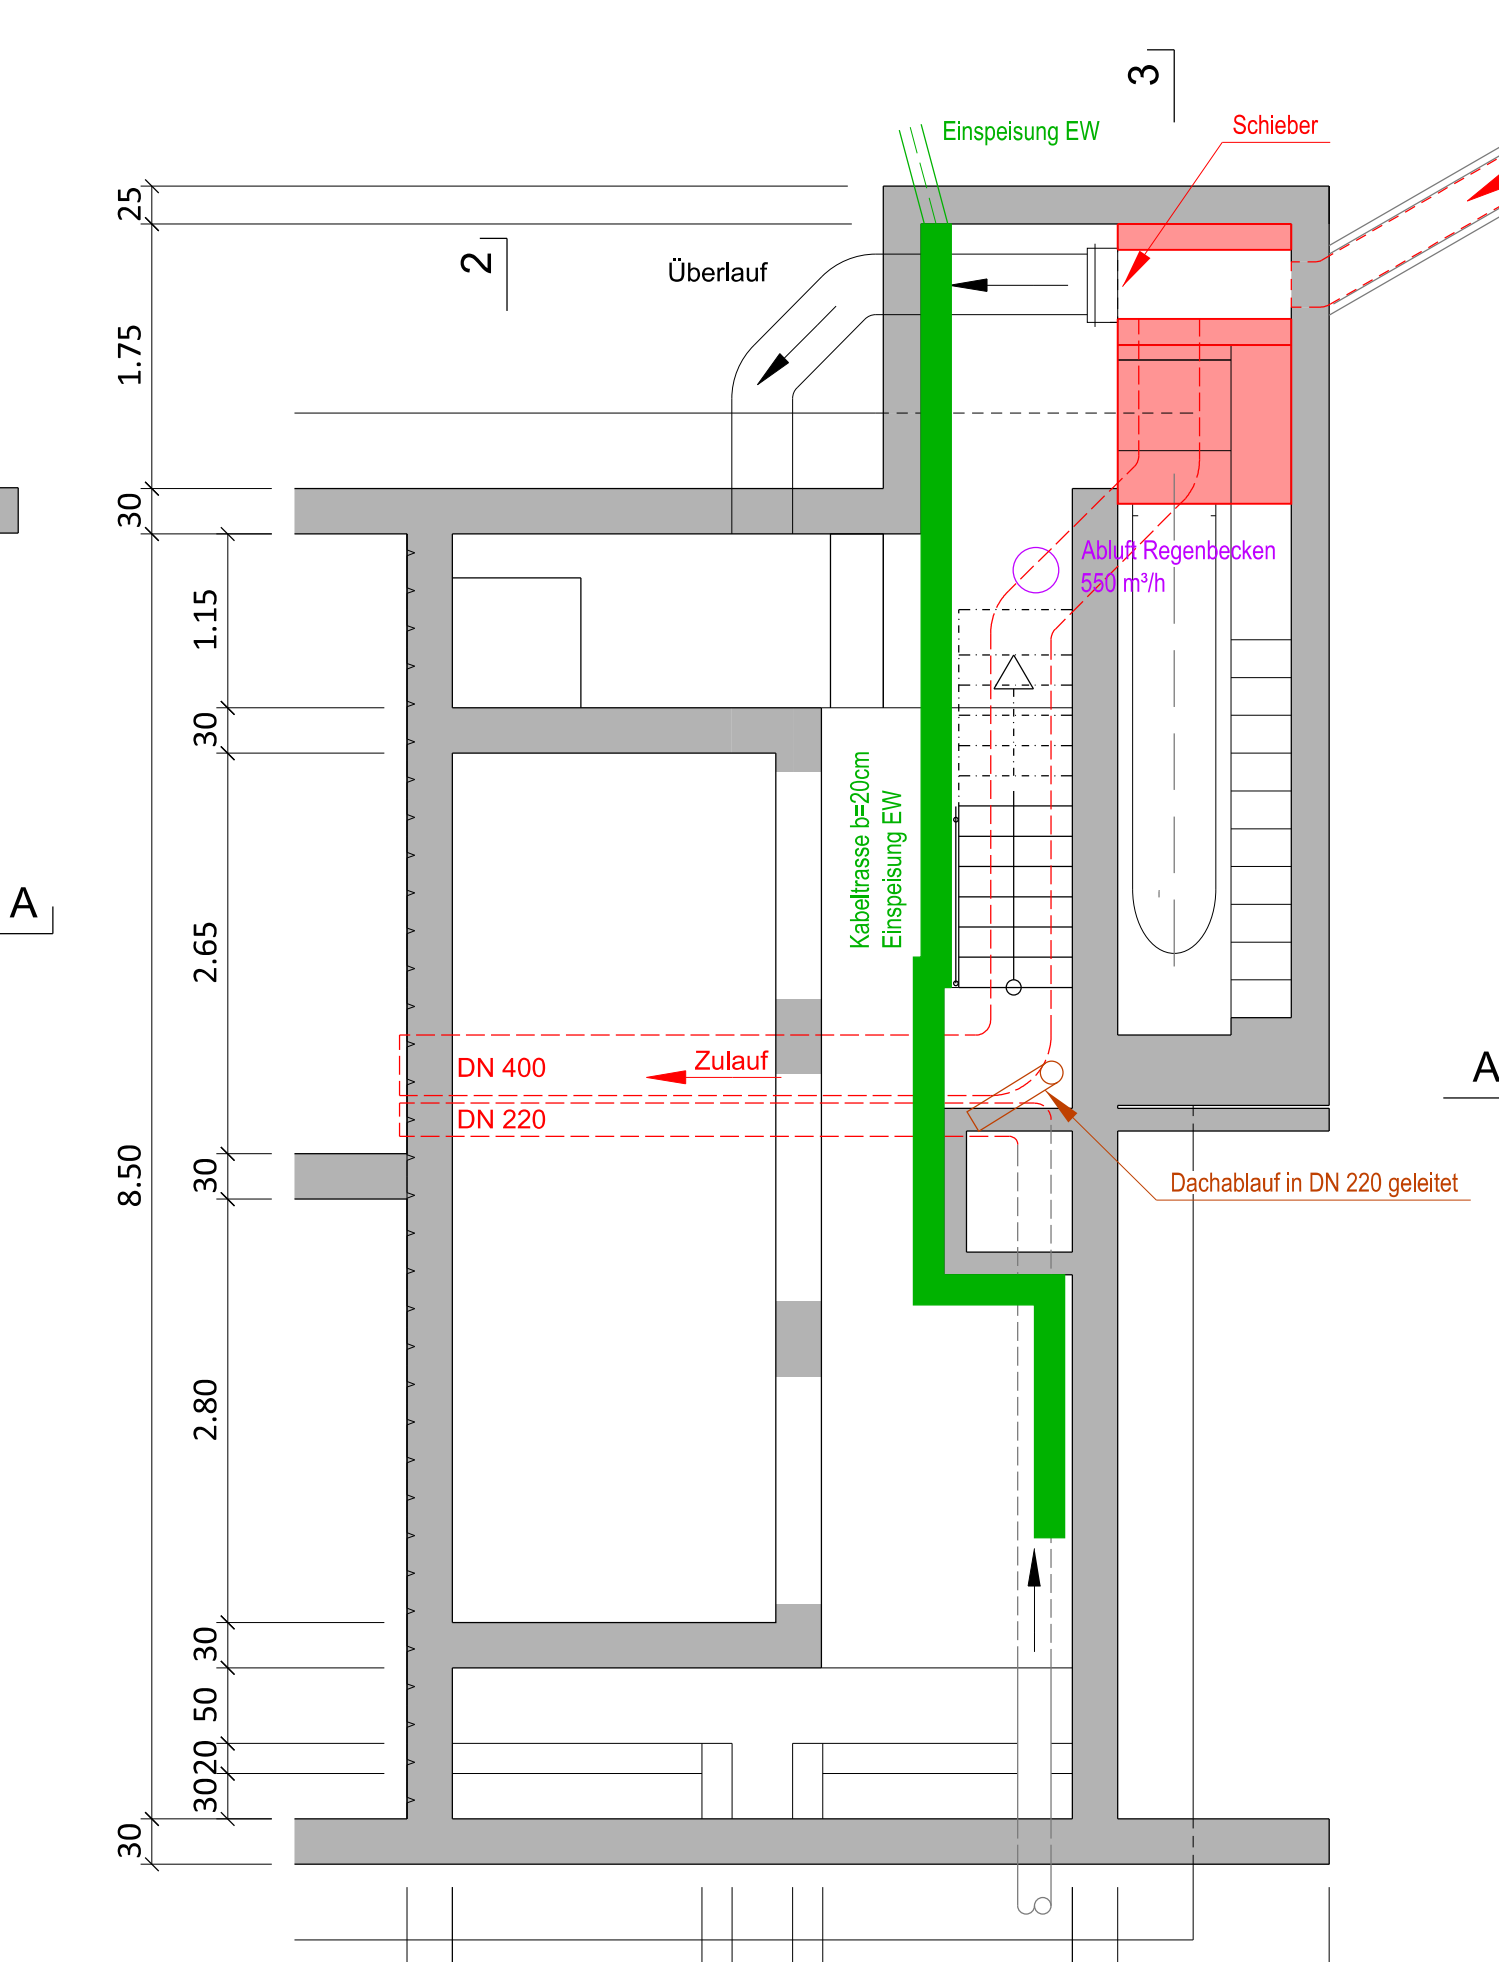 3
Einspeisung EW
Schieber
25
2
Überlauf
1.75
30
Abluft Regenbecken
550 m³/h
1.15
30
Kabeltrasse b=20cm
Einspeisung EW
A
2.65
Zulauf
DN 400
A
DN 220
8.50
30
Dachablauf in DN 220 geleitet
2.80
30
50
20
30
30